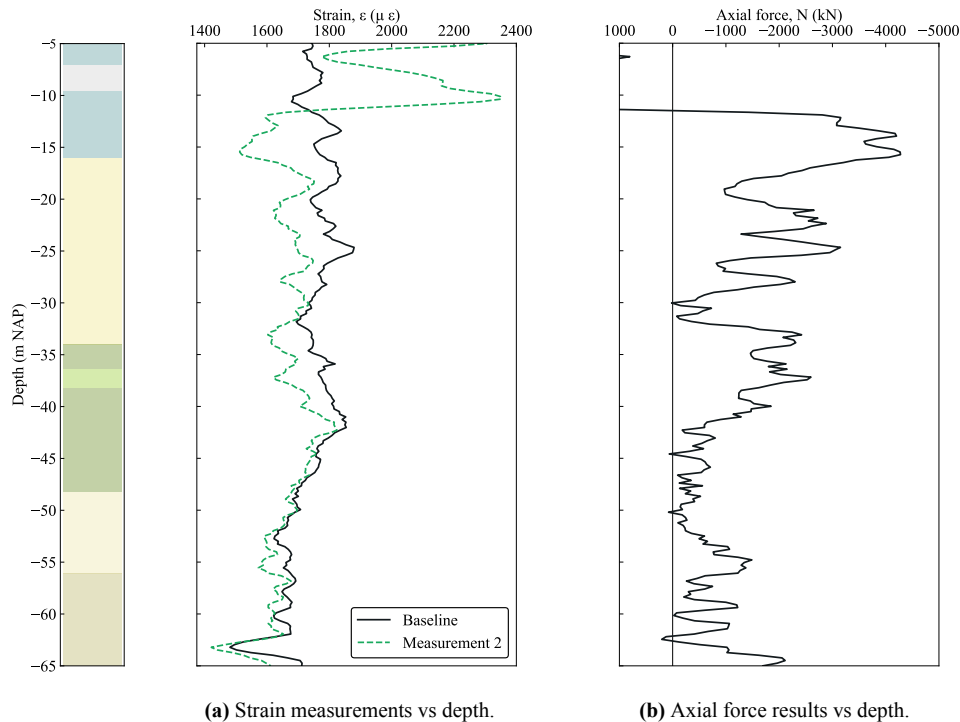 Strain, ε (μ ε)
1400 1600 1800 2000 2200 2400
Axial force, N (kN)
1000 0 −1000 −2000 −3000 −4000 −5000
Depth (m NAP)
−5
−10
−15
−20
−25
−30
−35
−40
−45
−50
−55
−60
−65
Baseline
Measurement 2
(a) Strain measurements vs depth.
(b) Axial force results vs depth.